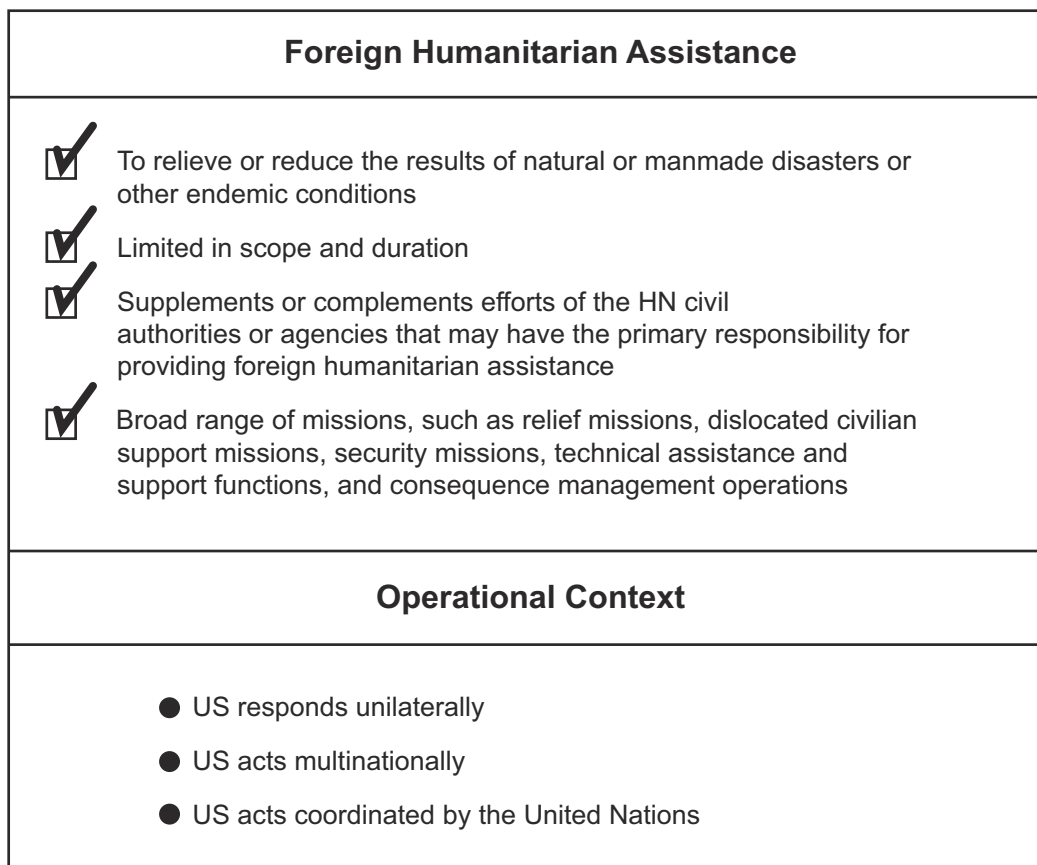 Foreign Humanitarian Assistance
To relieve or reduce the results of natural or manmade disasters or
other endemic conditions
Limited in scope and duration
Supplements or complements efforts of the HN civil
authorities or agencies that may have the primary responsibility for
providing foreign humanitarian assistance
Broad range of missions, such as relief missions, dislocated civilian
support missions, security missions, technical assistance and
support functions, and consequence management operations
Operational Context
● US responds unilaterally
● US acts multinationally
● US acts coordinated by the United Nations